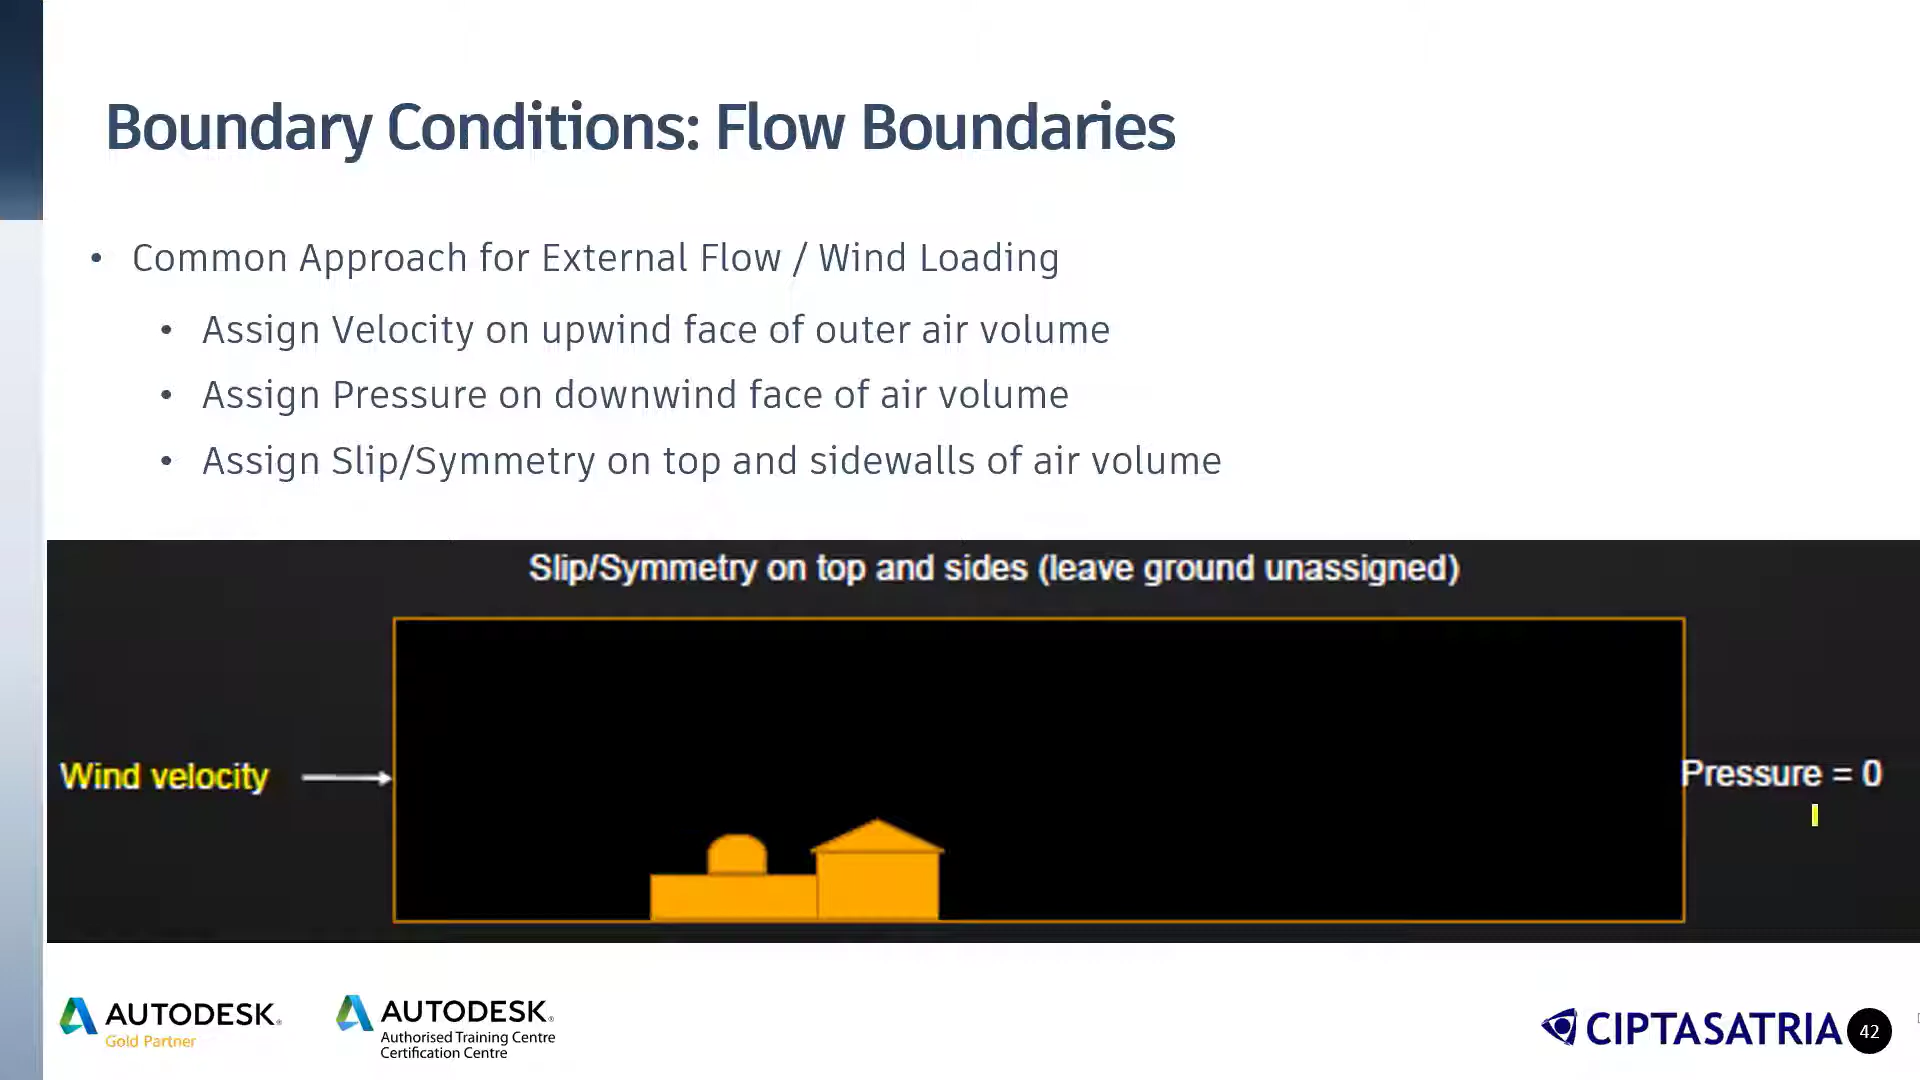 Boundary Conditions: Flow Boundaries
• Common Approach for External Flow / Wind Loading
• Assign Velocity on upwind face of outer air volume
• Assign Pressure on downwind face of air volume
• Assign Slip/Symmetry on top and sidewalls of air volume
Slip/Symmetry on top and sides (leave ground unassigned)
Wind velocity
Pressure = 0
AUTODESK®
Gold Partner
AUTODESK®
Authorised Training Centre
Certification Centre
CIPTASATRIA
42